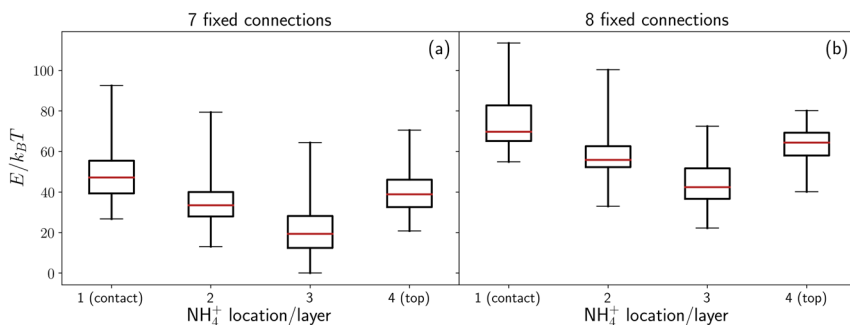 7 fixed connections
8 fixed connections
(a)
(b)
E/k_BT
100
80
60
40
20
0
1 (contact)
2
3
4 (top)
1 (contact)
2
3
4 (top)
NH₄⁺ location/layer
NH₄⁺ location/layer